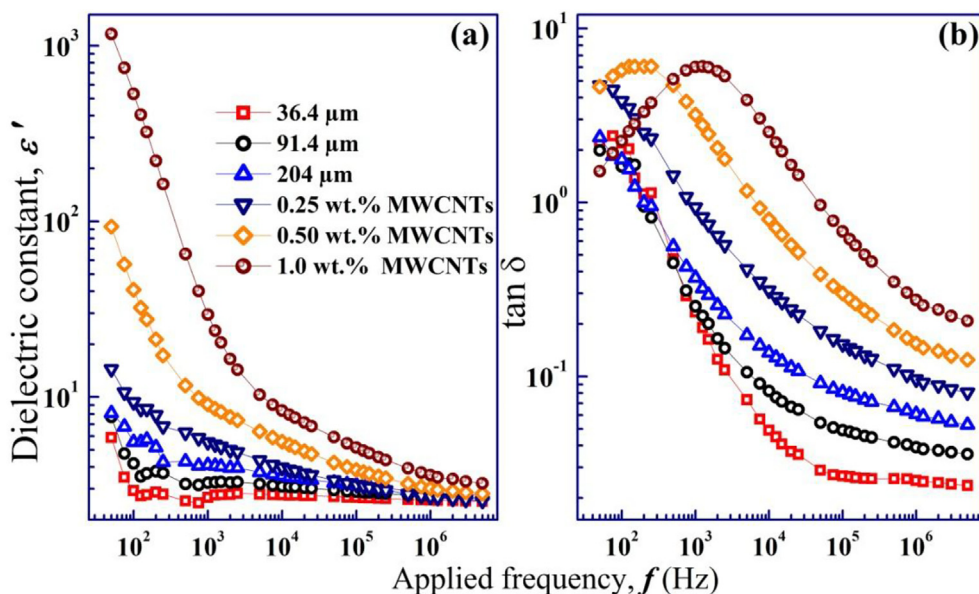 (a)
(b)
Dielectric constant, ε′
10³
10²
10¹
36.4 µm
91.4 µm
204 µm
0.25 wt.% MWCNTs
0.50 wt.% MWCNTs
1.0 wt.% MWCNTs
tan δ
10¹
10⁰
10⁻¹
10² 10³ 10⁴ 10⁵ 10⁶
10² 10³ 10⁴ 10⁵ 10⁶
Applied frequency, f (Hz)